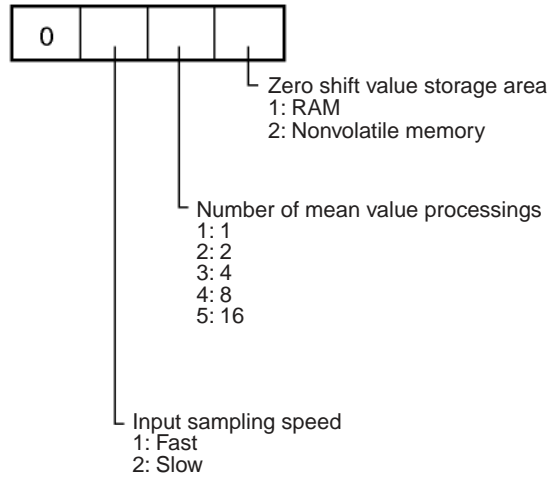 0
Zero shift value storage area
1: RAM
2: Nonvolatile memory
Number of mean value processings
1: 1
2: 2
3: 4
4: 8
5: 16
Input sampling speed
1: Fast
2: Slow